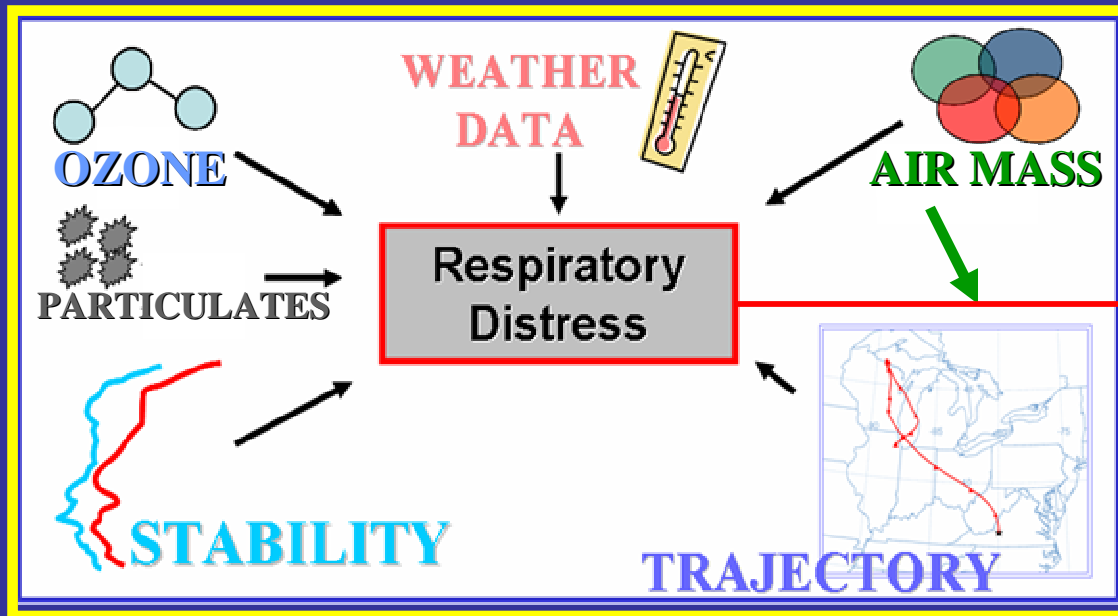 WEATHER
DATA
OZONE
AIR MASS
PARTICULATES
Respiratory
Distress
STABILITY
TRAJECTORY